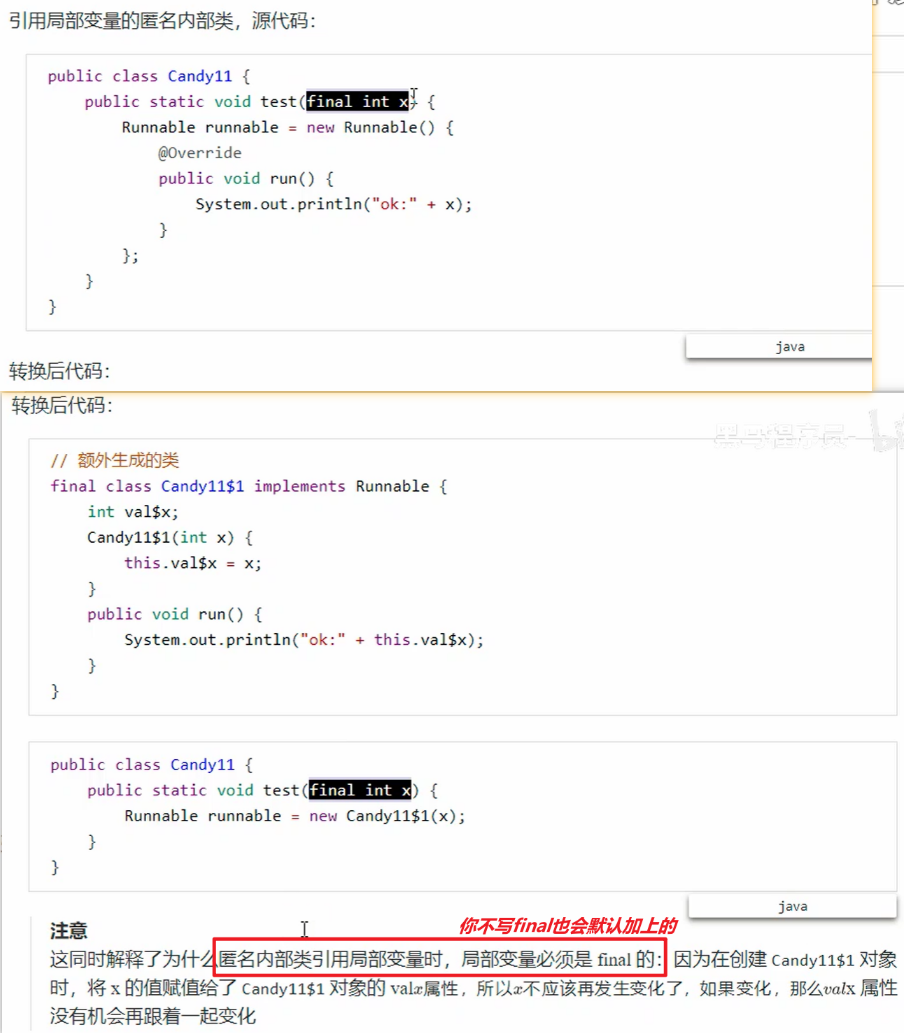 引用局部变量的匿名内部类，源代码：
public class Candy11 {
public static void test(final int x) {
Runnable runnable = new Runnable() {
@Override
public void run() {
System.out.println("ok:" + x);
}
};
}
}
java
转换后代码：
转换后代码：
// 额外生成的类
final class Candy11$1 implements Runnable {
int val$x;
Candy11$1(int x) {
this.val$x = x;
}
public void run() {
System.out.println("ok:" + this.val$x);
}
}
public class Candy11 {
public static void test(final int x) {
Runnable runnable = new Candy11$1(x);
}
}
java
注意
你不写final也会默认加上的
这同时解释了为什么匿名内部类引用局部变量时，局部变量必须是 final 的：因为在创建 Candy11$1 对象
时，将 x 的值赋值给了 Candy11$1 对象的 valx属性，所以x不应该再发生变化了，如果变化，那么valx 属性
没有机会再跟着一起变化